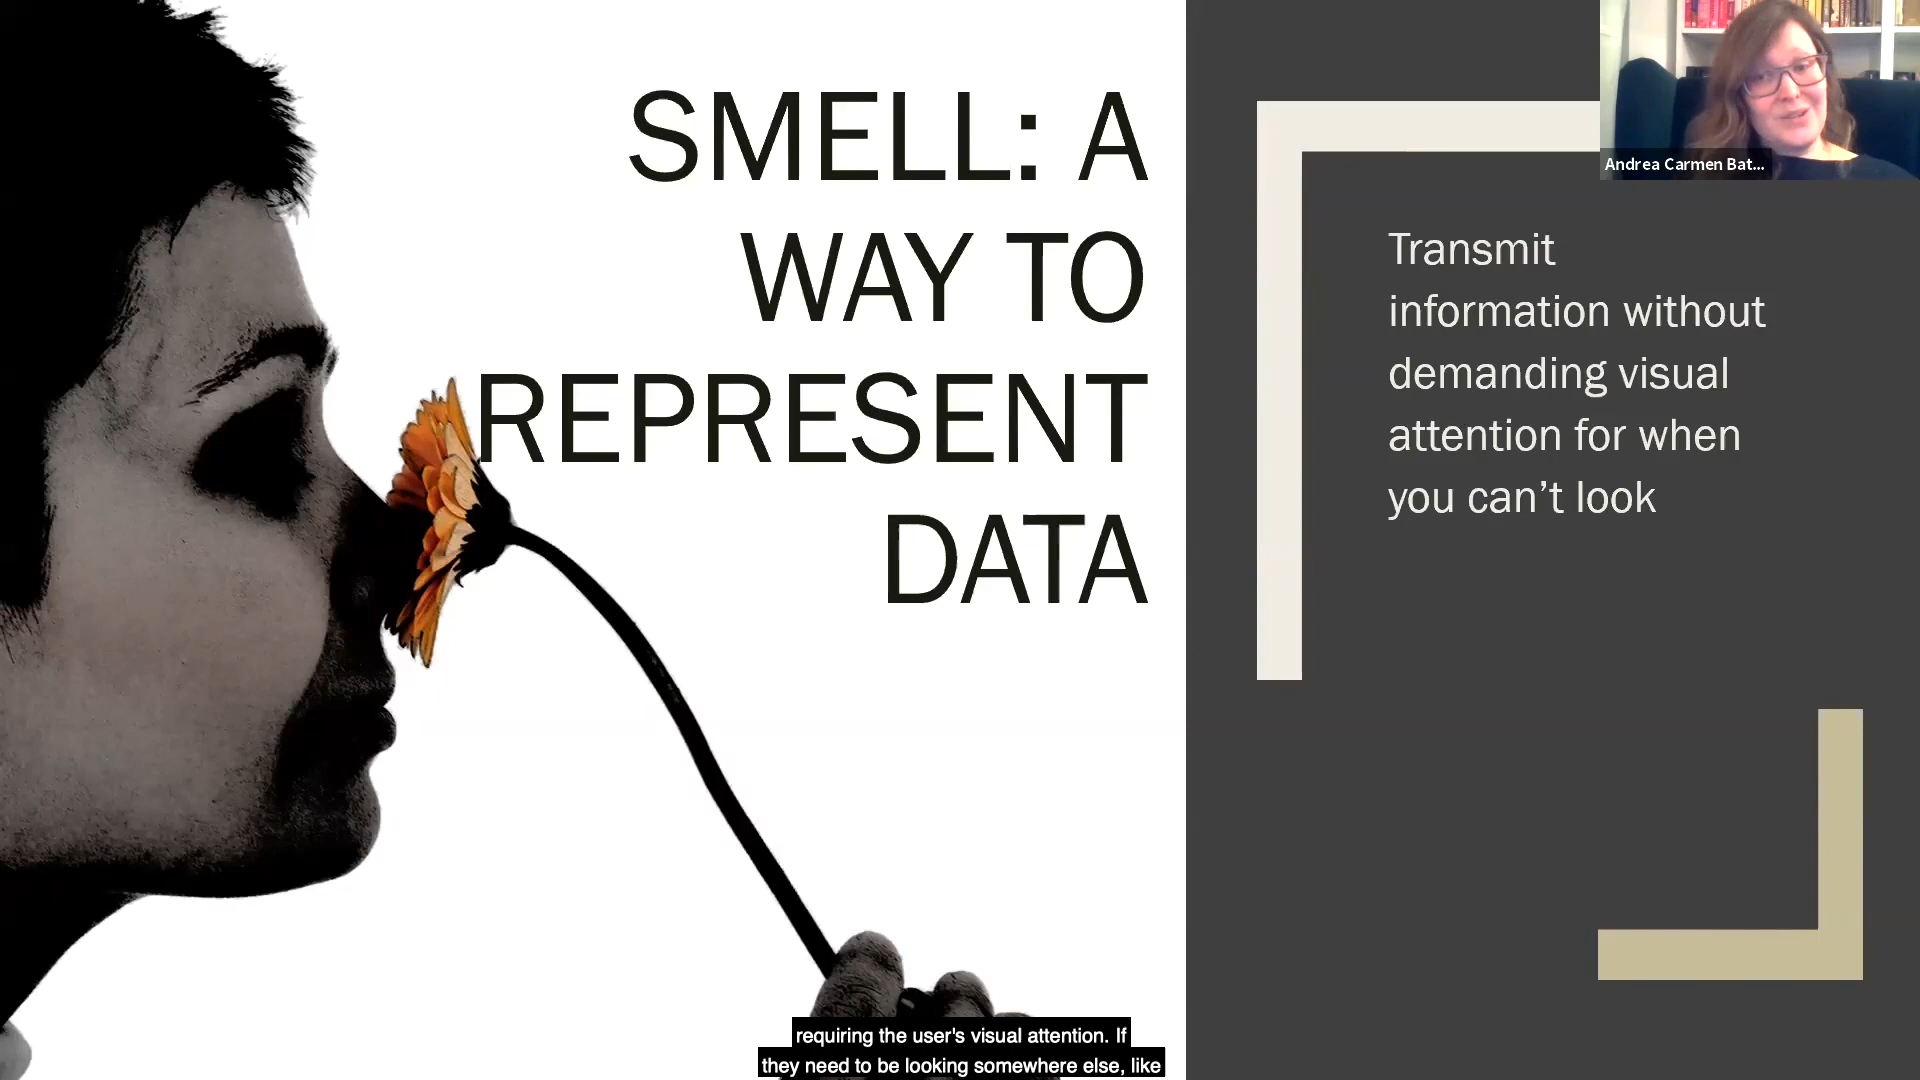 SMELL: A
WAY TO
REPRESENT
DATA
Transmit
information without
demanding visual
attention for when
you can’t look
Andrea Carmen Bat...
requiring the user's visual attention. If
they need to be looking somewhere else, like